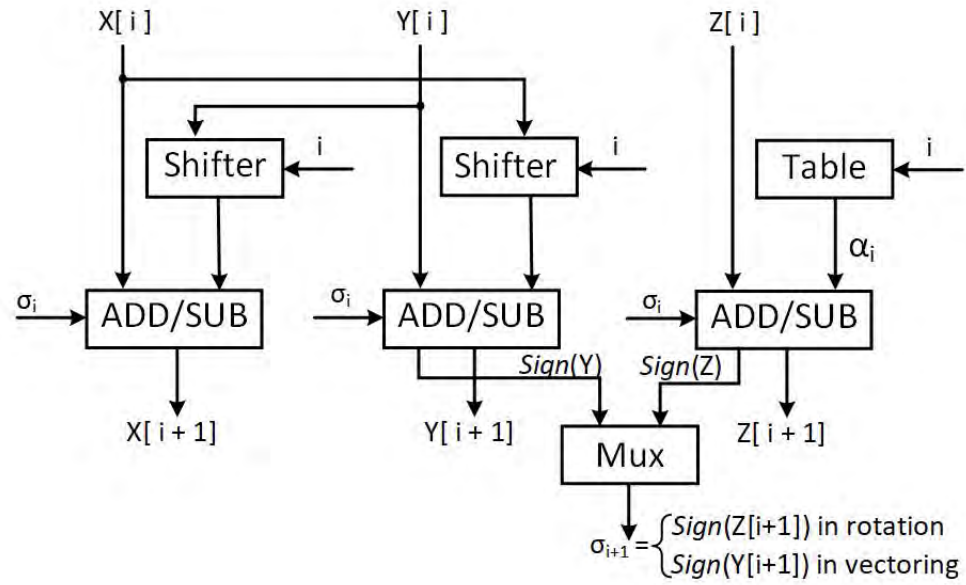 X[ i ]
Y[ i ]
Z[ i ]
Shifter
i
Shifter
i
Table
i
αi
σi
ADD/SUB
σi
ADD/SUB
σi
ADD/SUB
Sign(Y)
Sign(Z)
X[ i + 1]
Y[ i + 1]
Z[ i + 1]
Mux
σi+1 =
Sign(Z[i+1]) in rotation
Sign(Y[i+1]) in vectoring